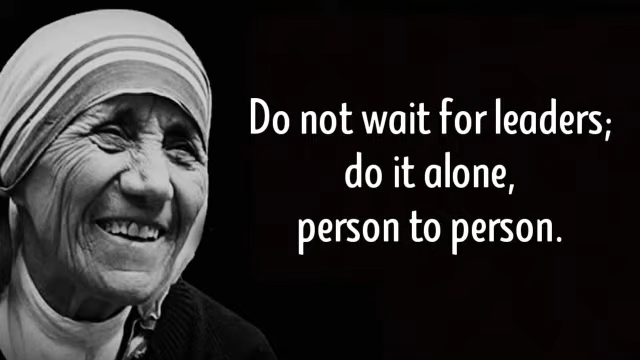 Do not wait for leaders;
do it alone,
person to person.